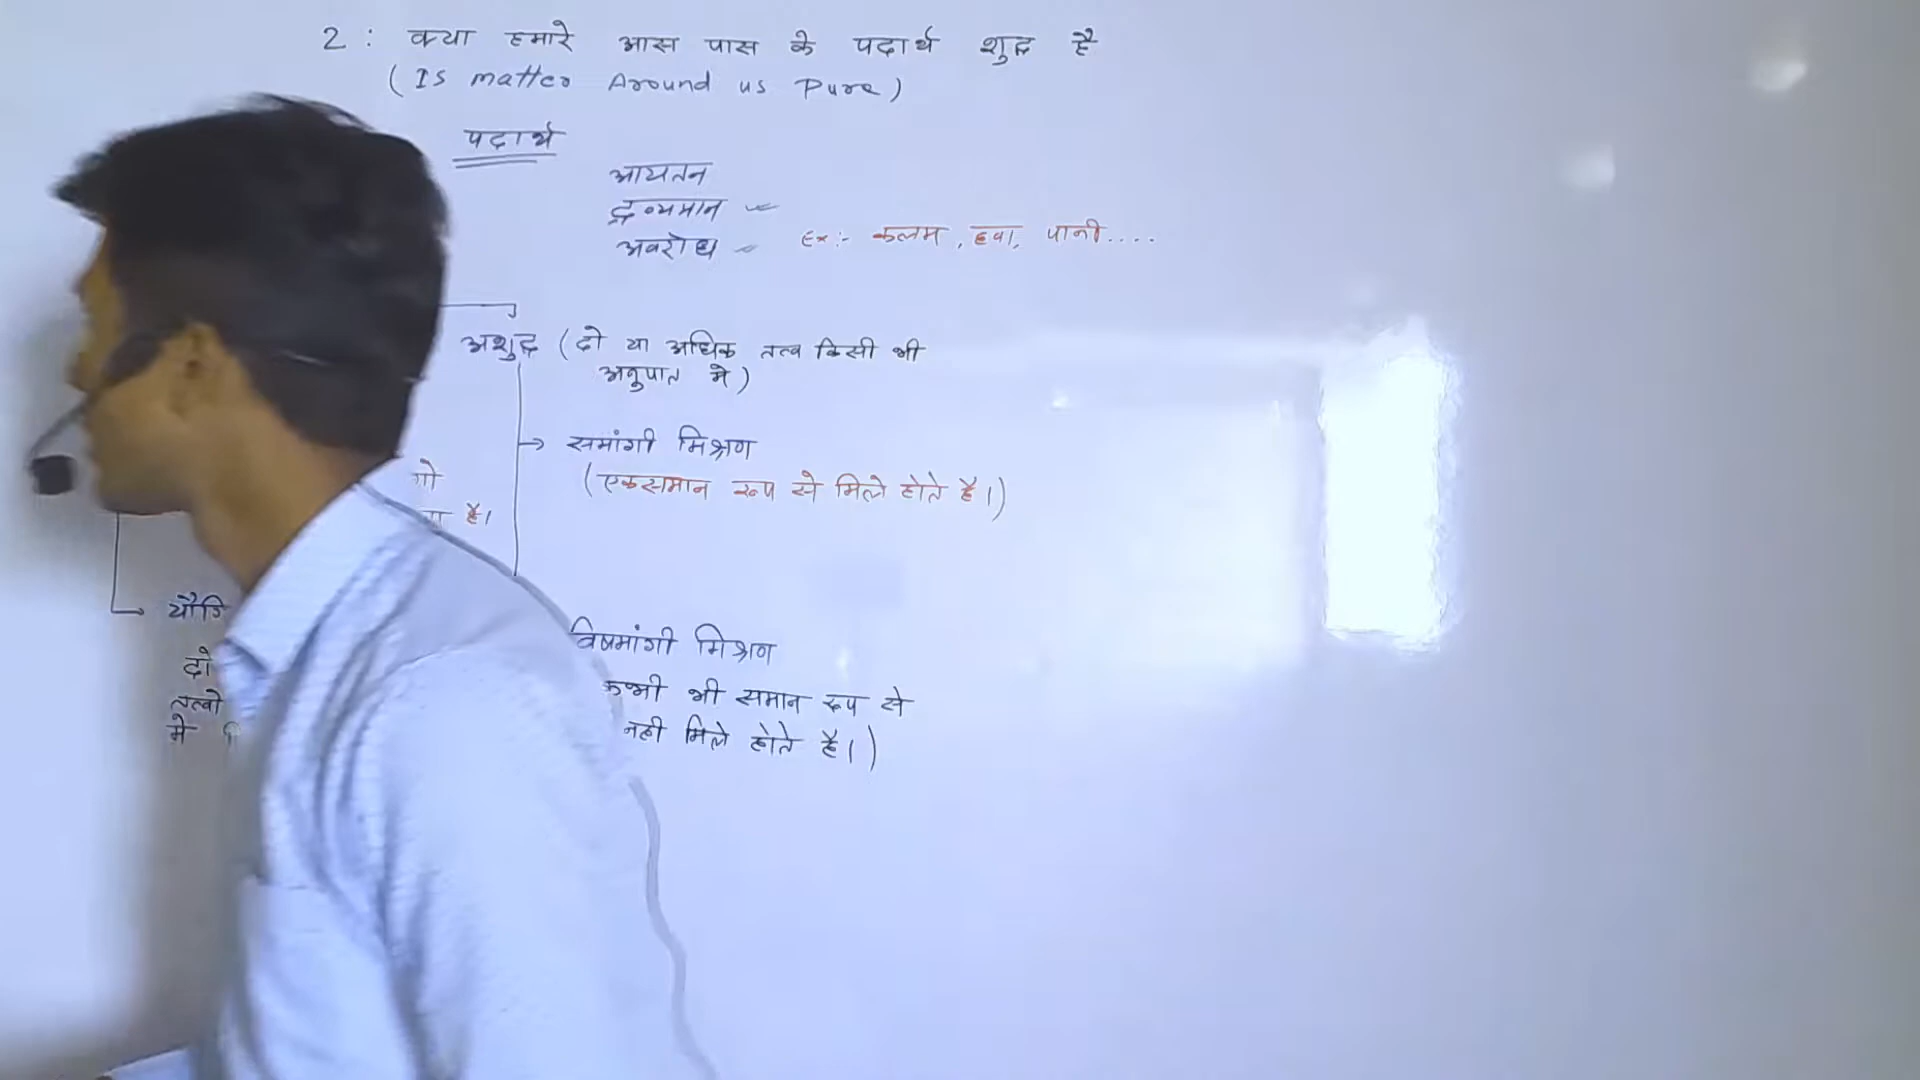 2 : क्या हमारे आस पास के पदार्थ शुद्ध है
(Is matter Around us Pure)
पदार्थ
आयतन
द्रव्यमान
अवरोध
Ex :- कलम, हवा, पानी....
अशुद्ध (दो या अधिक तत्व किसी भी
अनुपात मे)
समांगी मिश्रण
(एकसमान रूप से मिले होते है।)
है।
यौगि
दो
तत्वो
मे
विषमांगी मिश्रण
कभी भी समान रूप से
नही मिले होते है।)